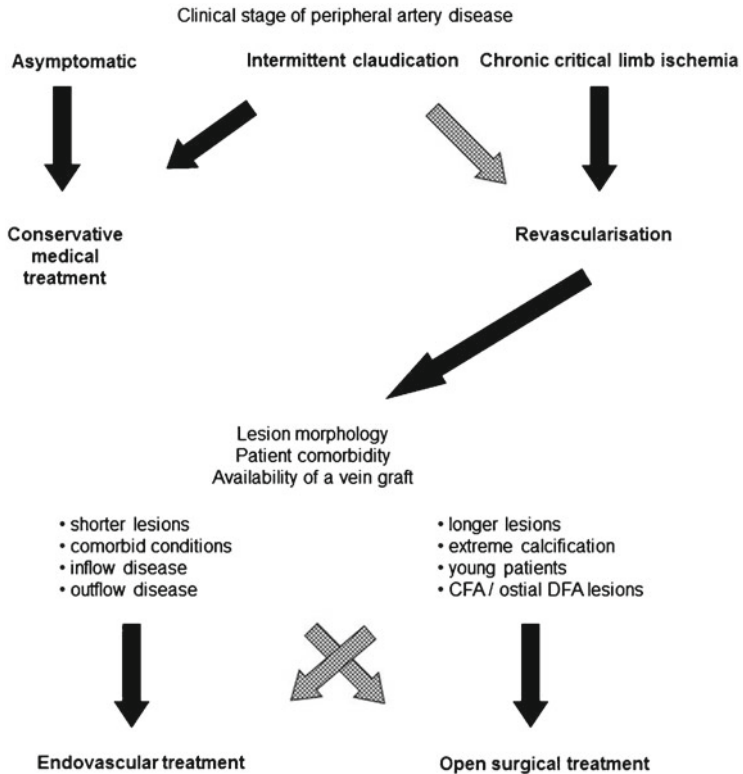 Clinical stage of peripheral artery disease
Asymptomatic
Intermittent claudication
Chronic critical limb ischemia
Conservative
medical
treatment
Revascularisation
Lesion morphology
Patient comorbidity
Availability of a vein graft
• shorter lesions
• comorbid conditions
• inflow disease
• outflow disease
• longer lesions
• extreme calcification
• young patients
• CFA / ostial DFA lesions
Endovascular treatment
Open surgical treatment